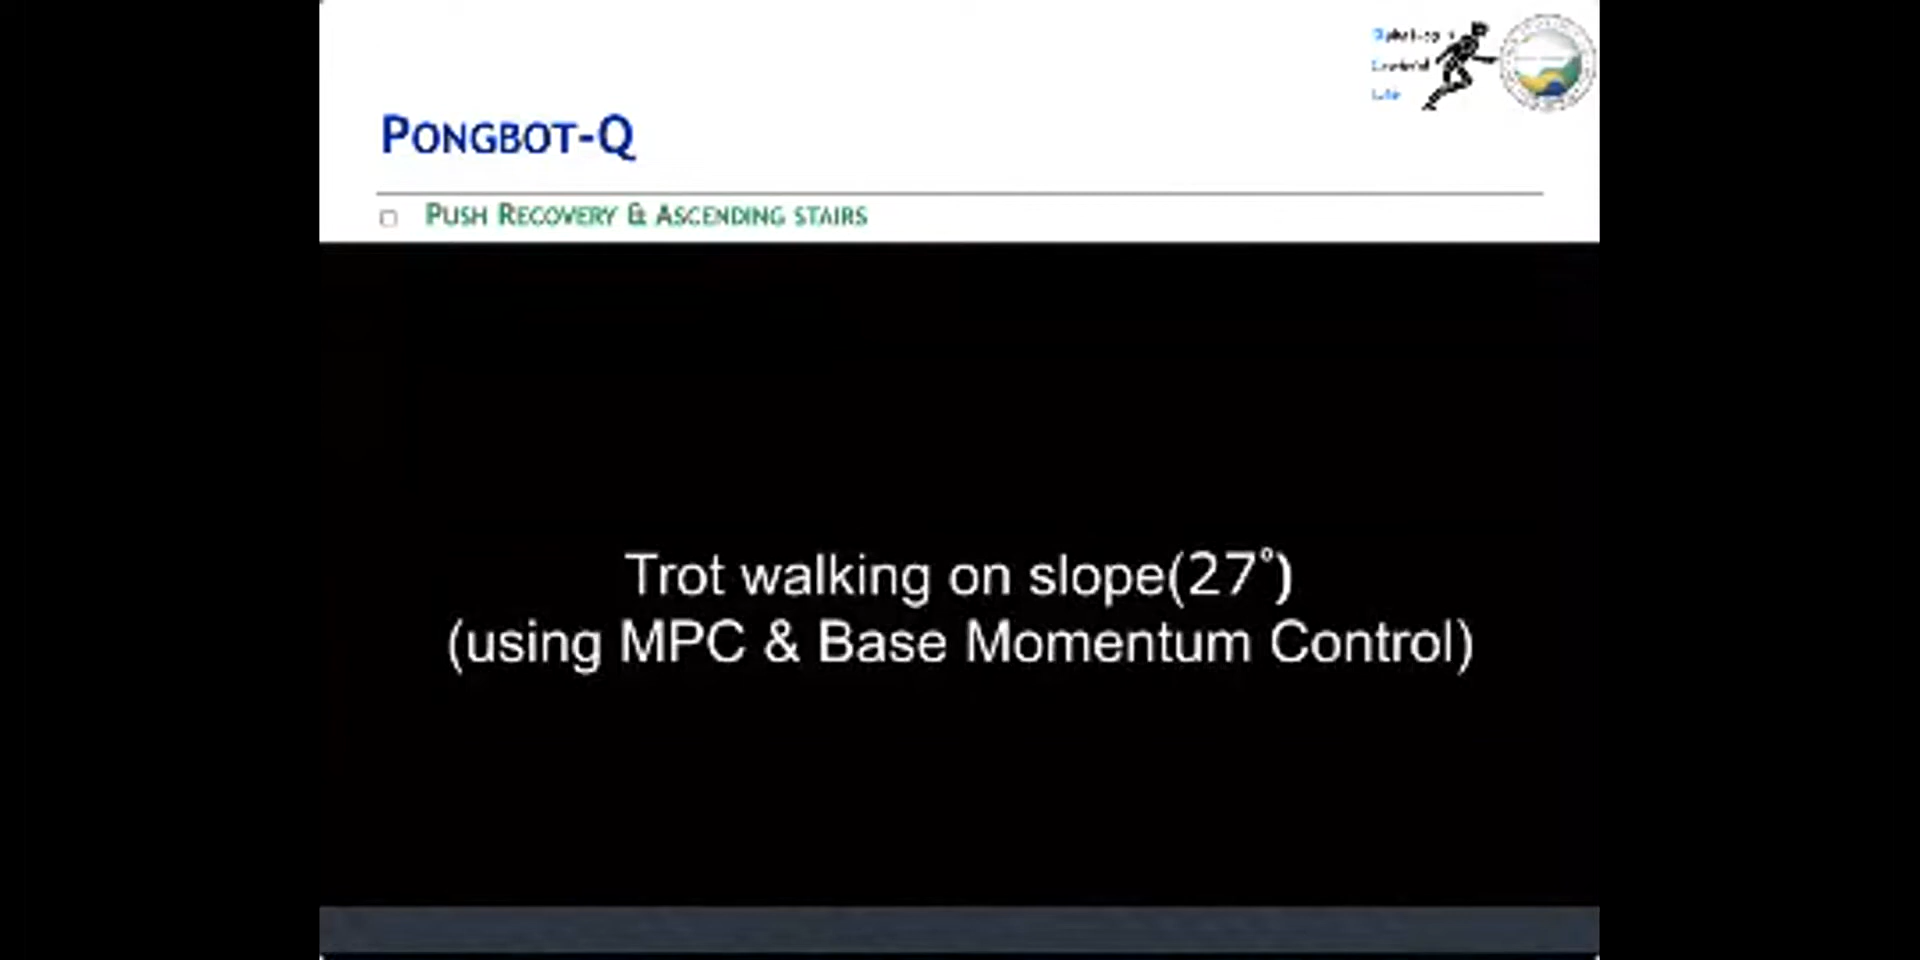 PONGBOT-Q
PUSH RECOVERY & ASCENDING STAIRS
Trot walking on slope(27°)
(using MPC & Base Momentum Control)